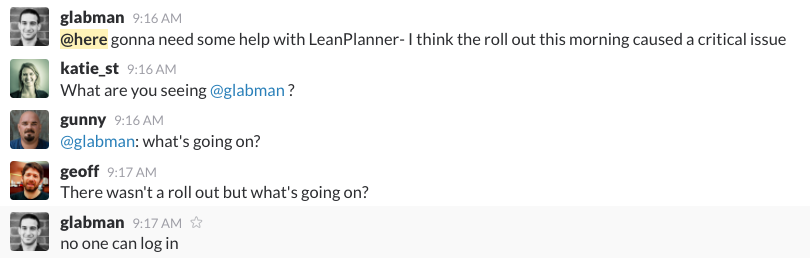 glabman 9:16 AM
@here gonna need some help with LeanPlanner- I think the roll out this morning caused a critical issue
katie_st 9:16 AM
What are you seeing @glabman ?
gunny 9:16 AM
@glabman: what's going on?
geoff 9:17 AM
There wasn't a roll out but what's going on?
glabman 9:17 AM
no one can log in